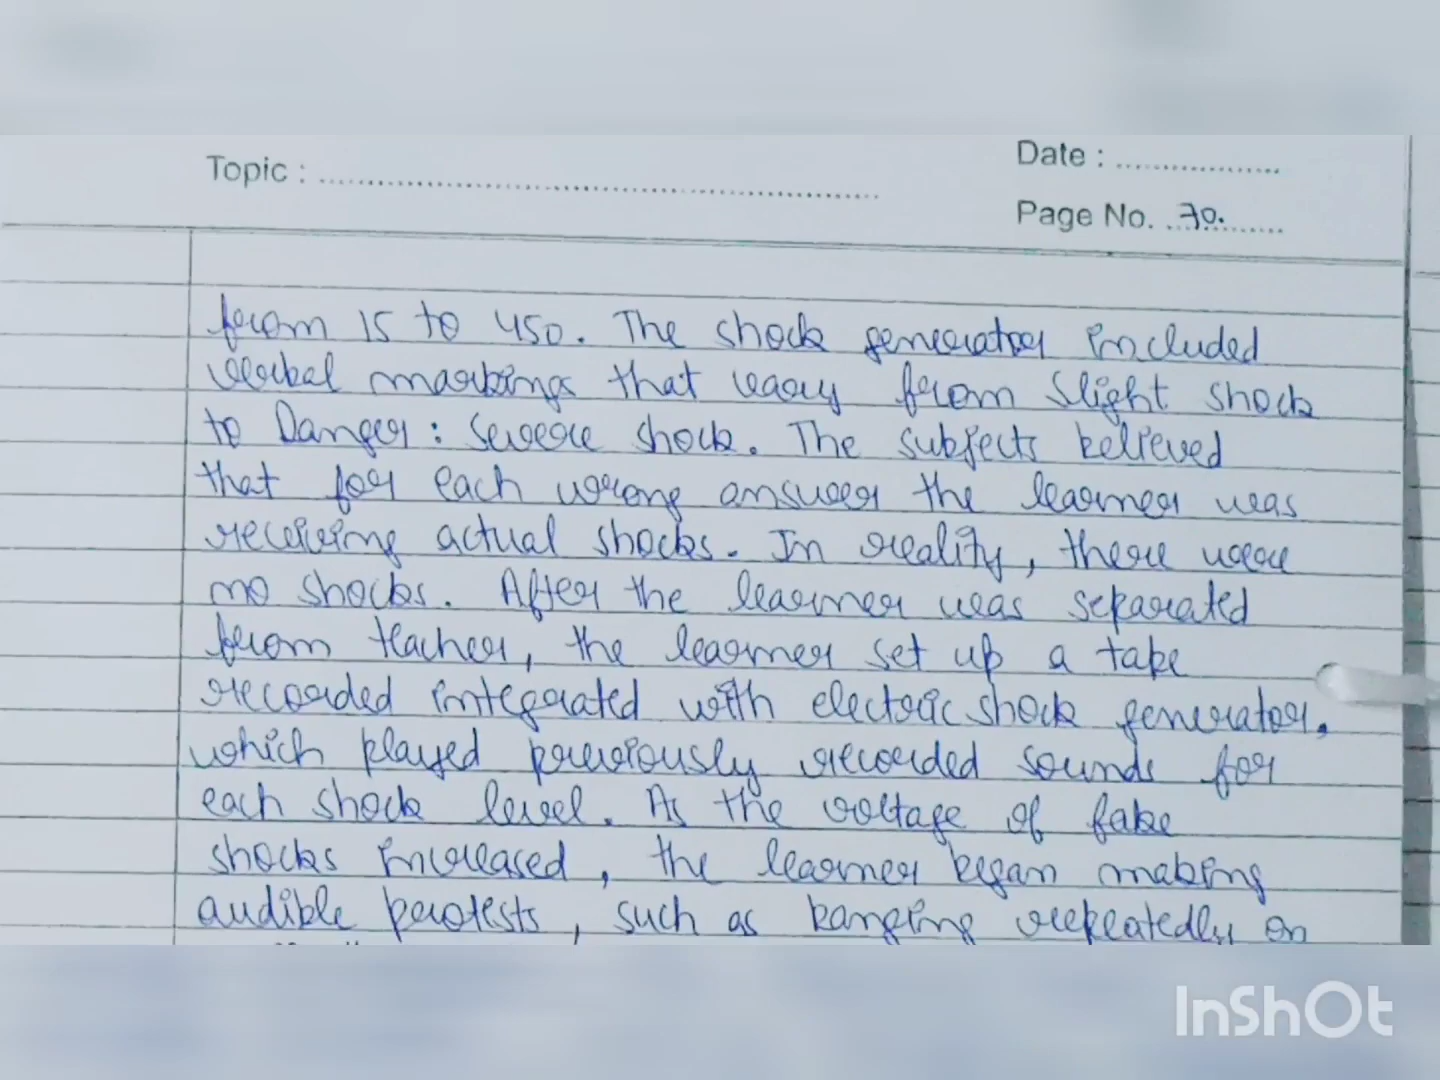 Topic :
Date :
Page No. 70.
from 15 to 450. The shock generator included
verbal markings that vary from Slight shock
to Danger : Severe shock. The subjects believed
that for each wrong answer the learner was
receiving actual shocks. In reality, there were
no shocks. After the learner was separated
from teacher, the learner set up a tape
recorded integrated with electric shock generator,
which played previously recorded sounds for
each shock level. As the voltage of fake
shocks increased, the learner began making
audible protests, such as banging repeatedly on
InShOt